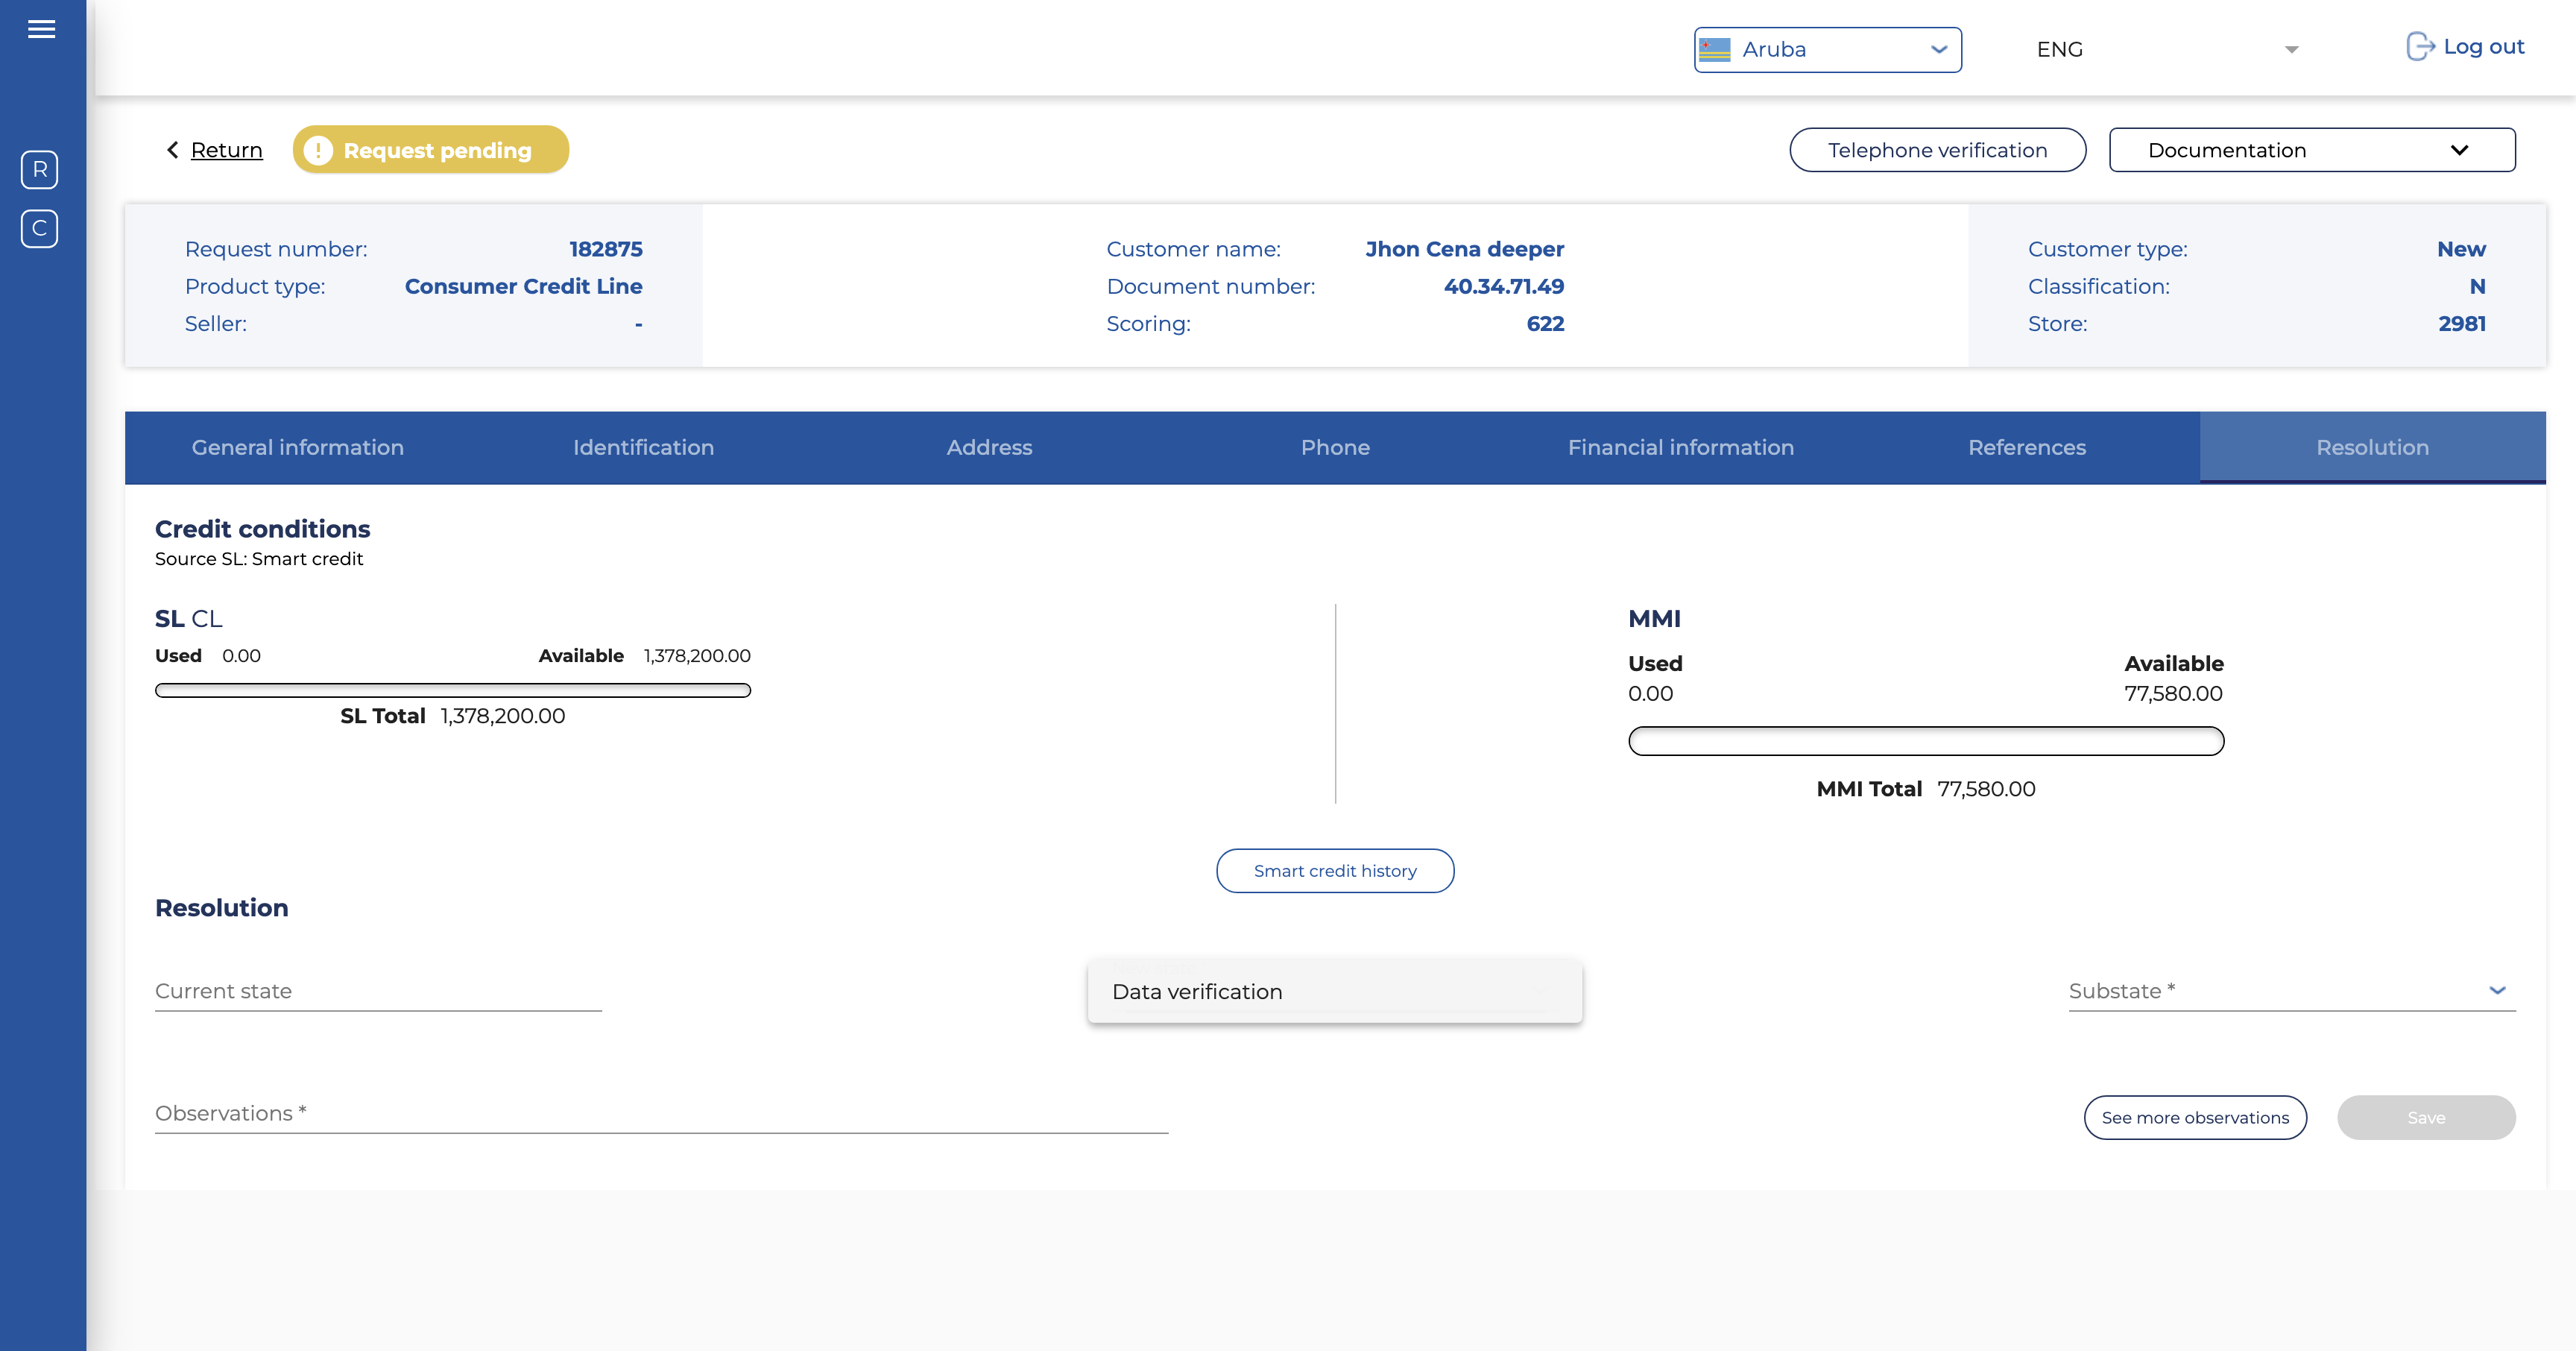 Aruba
ENG
Log out
R
C
Return
Request pending
Telephone verification
Documentation
Request number: 182875
Product type: Consumer Credit Line
Seller: -
Customer name: Jhon Cena deeper
Document number: 40.34.71.49
Scoring: 622
Customer type: New
Classification: N
Store: 2981
General information Identification Address Phone Financial information References Resolution
Credit conditions
Source SL: Smart credit
SL CL
Used 0.00 Available 1,378,200.00
SL Total 1,378,200.00
MMI
Used Available
0.00 77,580.00
MMI Total 77,580.00
Smart credit history
Resolution
Current state
Data verification
Substate *
Observations *
See more observations
Save